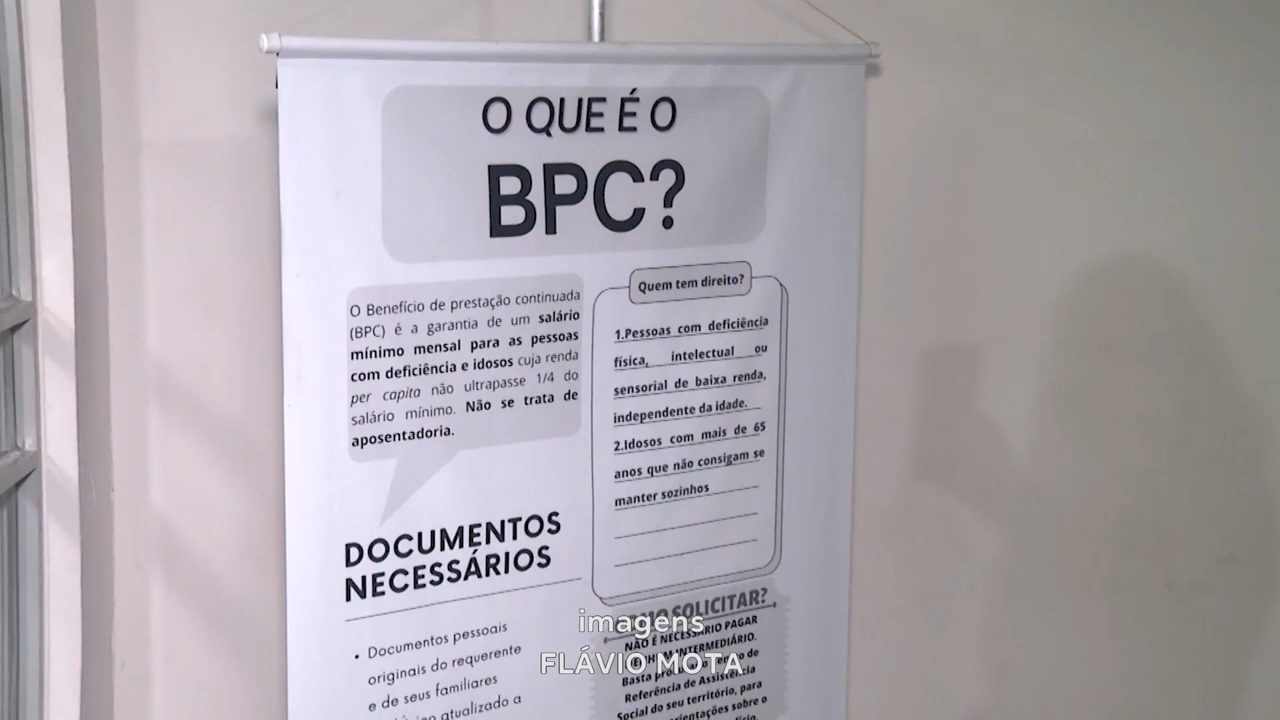 O QUE É O
BPC?
O Benefício de prestação continuada
(BPC) é a garantia de um salário
mínimo mensal para as pessoas
com deficiência e idosos cuja renda
per capita não ultrapasse 1/4 do
salário mínimo. Não se trata de
aposentadoria.
Quem tem direito?
1.Pessoas com deficiência
física, intelectual ou
sensorial de baixa renda,
independente da idade.
2.Idosos com mais de 65
anos que não consigam se
manter sozinhos
DOCUMENTOS
NECESSÁRIOS
• Documentos pessoais
originais do requerente
e de seus familiares
atualizado a
SOLICITAR?
NÃO É NECESSÁRIO PAGAR
INTERMEDIÁRIO.
Basta de
Referência de Assistência
Social do seu território, para
sobre o
imagens
FLÁVIO MOTA